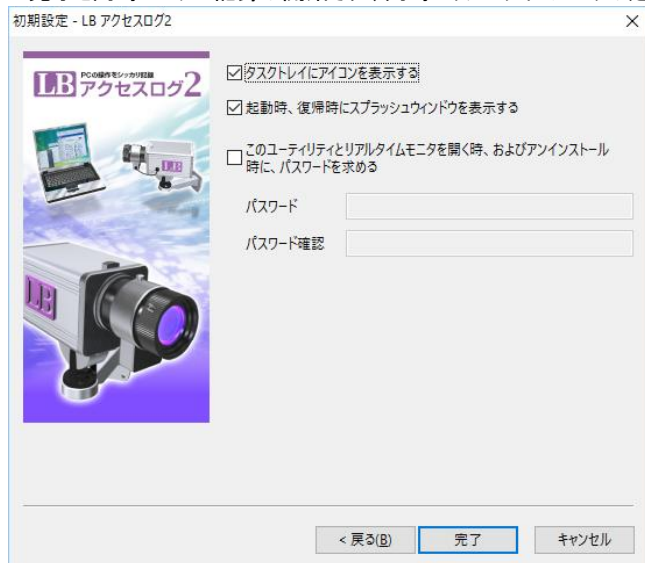 初期設定 - LB アクセスログ2
PCの操作をシッカリ記録
LB アクセスログ2
LB
LB
タスクトレイにアイコンを表示する
起動時、復帰時にスプラッシュウィンドウを表示する
このユーティリティとリアルタイムモニタを開く時、およびアンインストール
時に、パスワードを求める
パスワード
パスワード確認
< 戻る(B)
完了
キャンセル